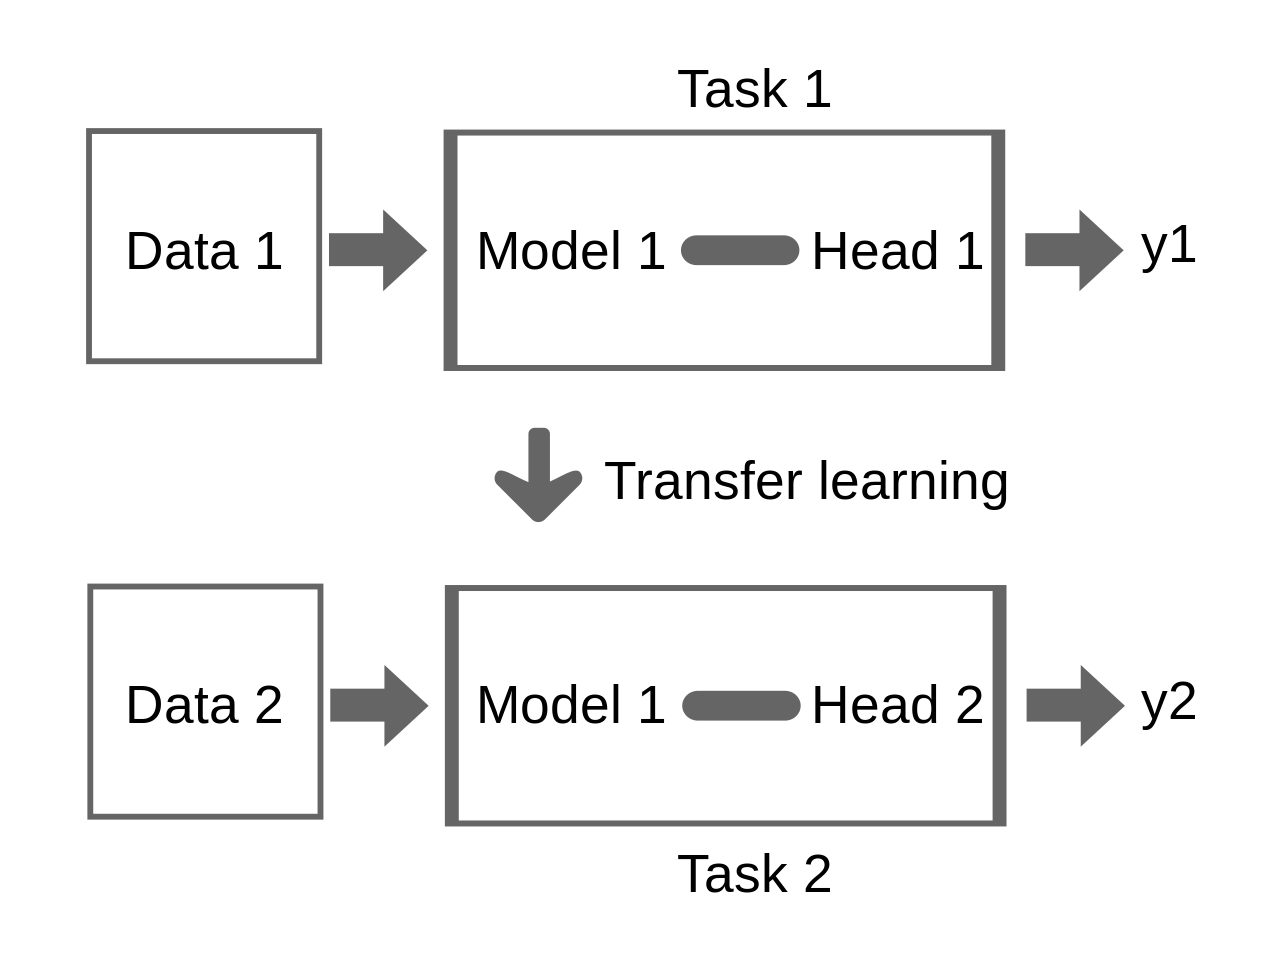 Task 1
Data 1
Model 1
Head 1
y1
Transfer learning
Data 2
Model 1
Head 2
y2
Task 2